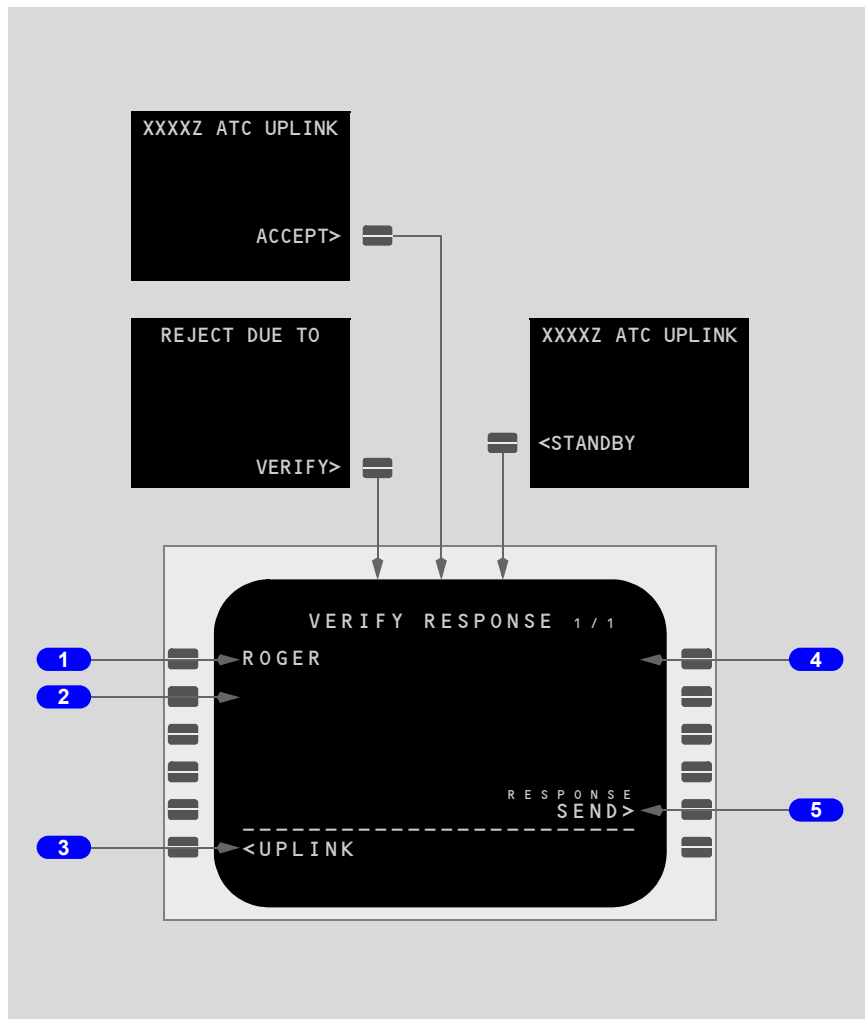 XXXXZ ATC UPLINK
ACCEPT>
REJECT DUE TO
VERIFY>
XXXXZ ATC UPLINK
<STANDBY
VERIFY RESPONSE 1/1
1 ROGER 4
2
RESPONSE
SEND> 5
------------------
3 <UPLINK